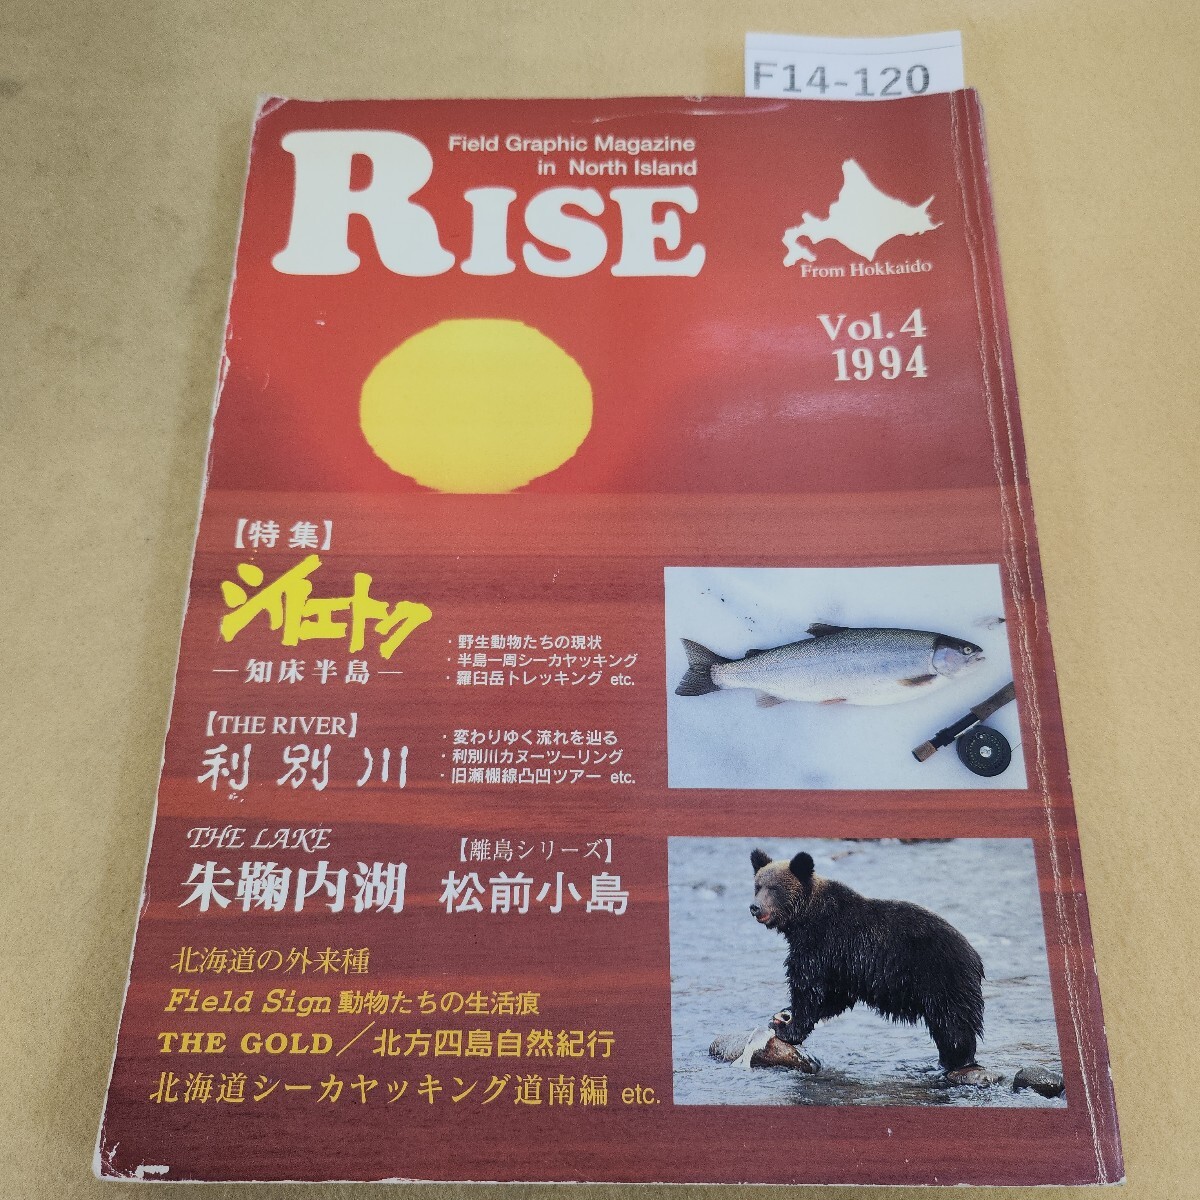 F14-120
Field Graphic Magazine
in North Island
RISE
From Hokkaido
Vol.4
1994
【特集】
シイエトク
―知床半島―
・野生動物たちの現状
・半島一周シーカヤッキング
・羅臼岳トレッキング etc.
【THE RIVER】
利別川
・変わりゆく流れを辿る
・利別川カヌーツーリング
・旧瀬棚線凸凹ツアー etc.
THE LAKE
朱鞠内湖
【離島シリーズ】
松前小島
北海道の外来種
Field Sign 動物たちの生活痕
THE GOLD／北方四島自然紀行
北海道シーカヤッキング道南編 etc.